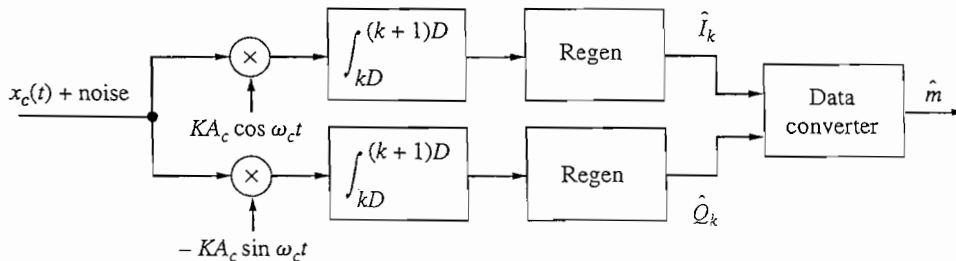 x_c(t) + noise
×
KA_c cos ω_c t
∫_{kD}^{(k + 1)D}
Regen
Î_k
×
− KA_c sin ω_c t
∫_{kD}^{(k + 1)D}
Regen
Q̂_k
Data
converter
m̂